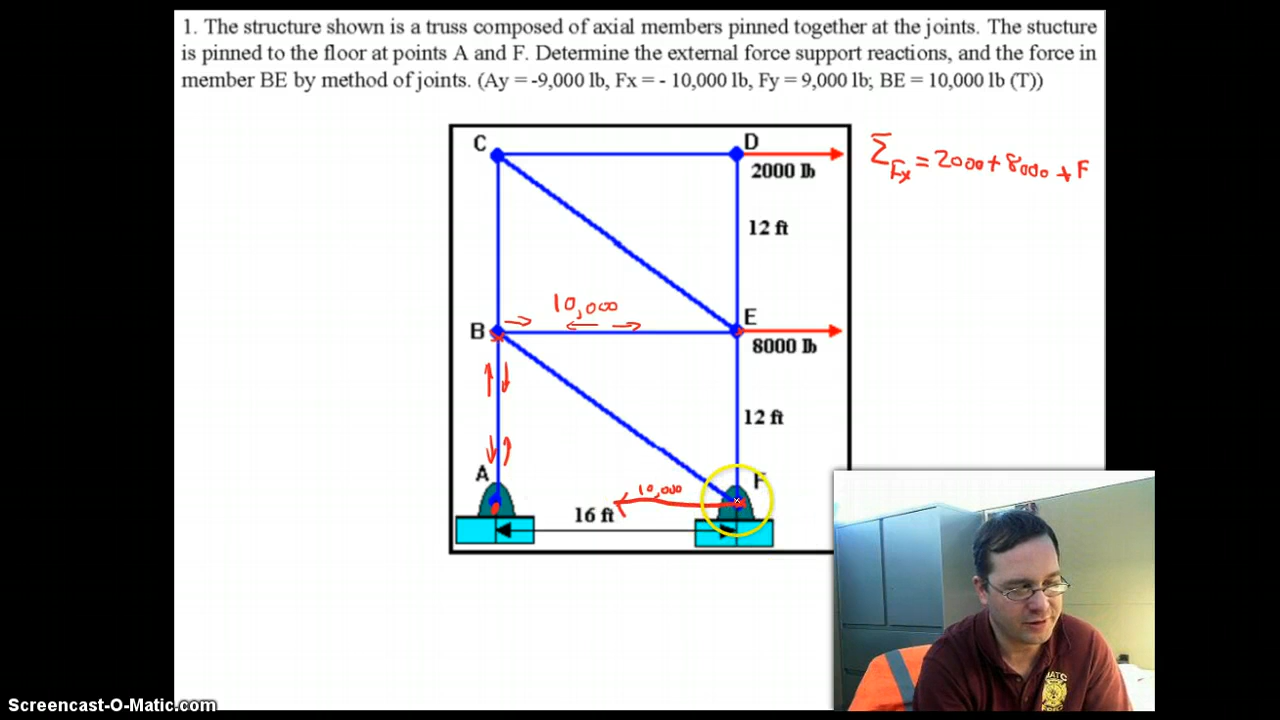 1. The structure shown is a truss composed of axial members pinned together at the joints. The stucture
is pinned to the floor at points A and F. Determine the external force support reactions, and the force in
member BE by method of joints. (Ay = -9,000 lb, Fx = - 10,000 lb, Fy = 9,000 lb; BE = 10,000 lb (T))
C
D
2000 lb
Σ Fx = 2000 + 8000 + F
12 ft
10,000
B
E
8000 lb
12 ft
A
F
10,000
16 ft
Screencast-O-Matic.com